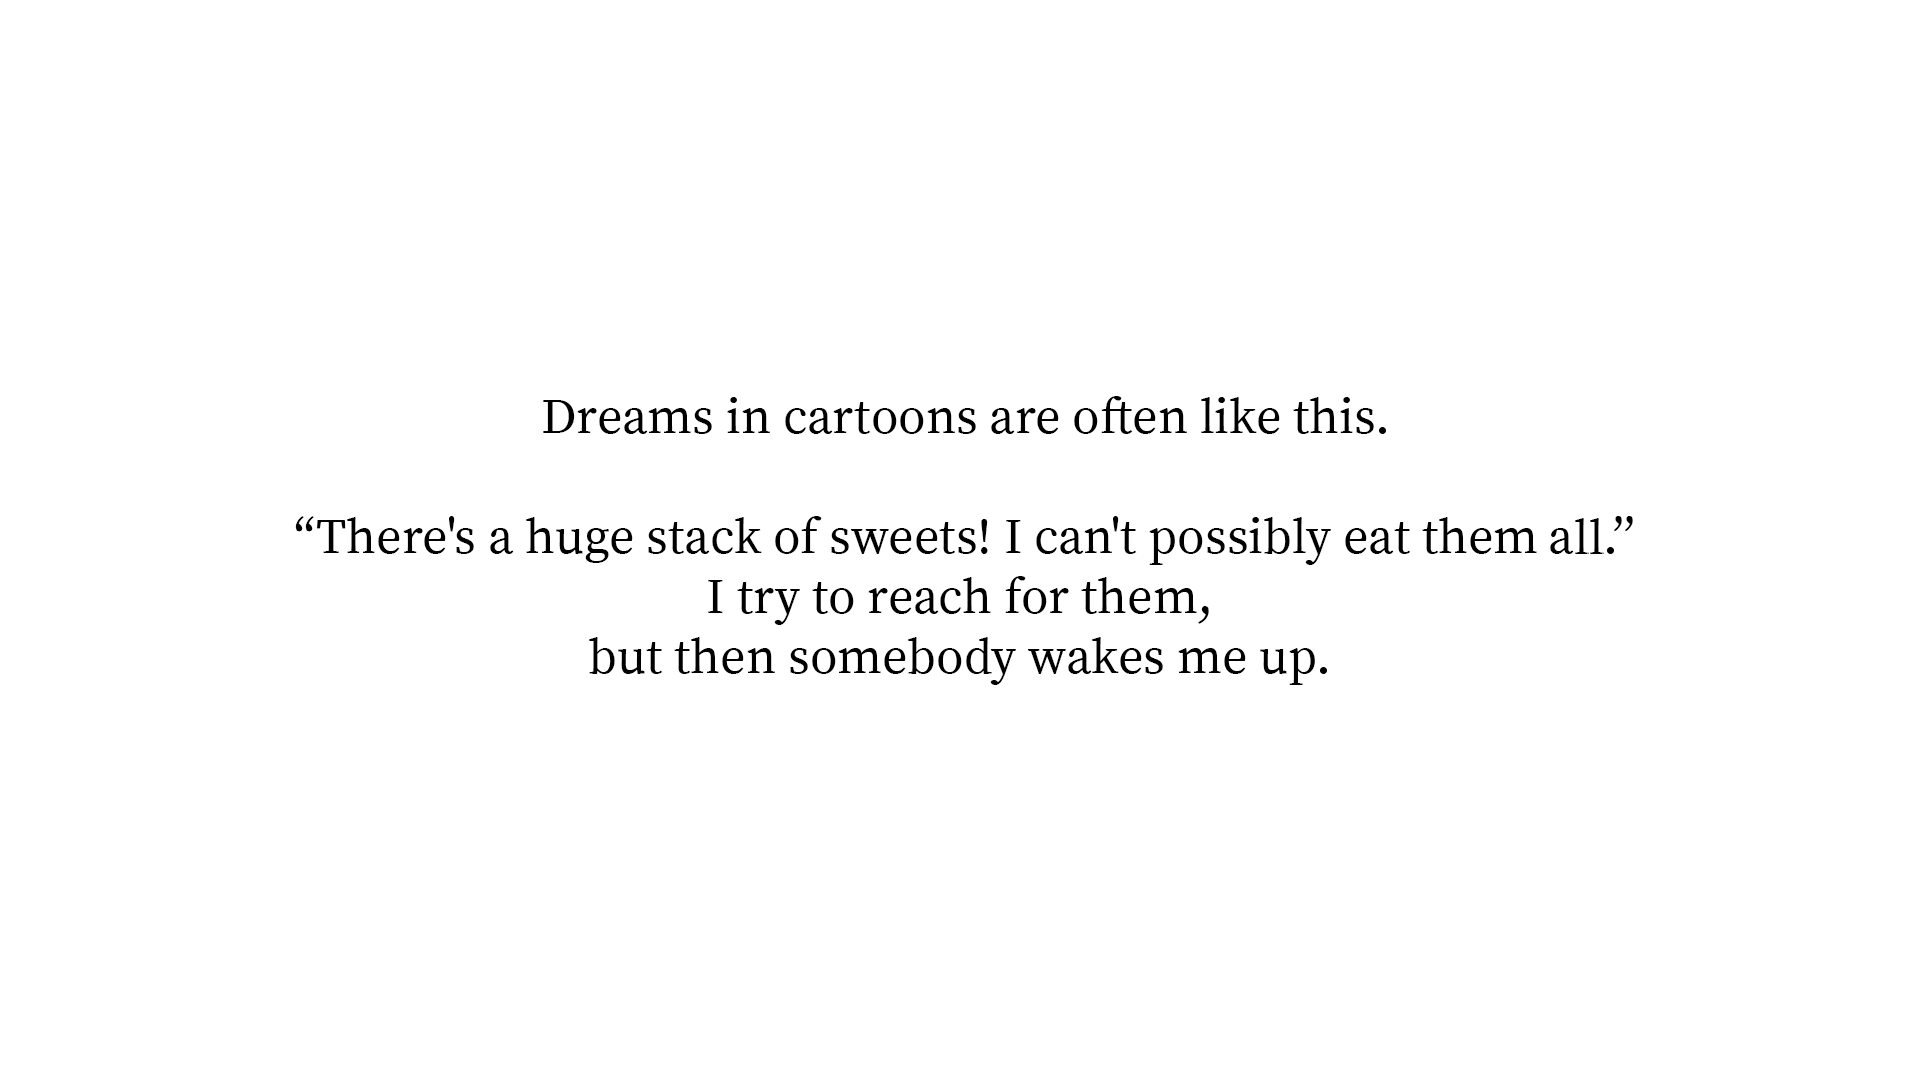 Dreams in cartoons are often like this.
“There's a huge stack of sweets! I can't possibly eat them all.”
I try to reach for them,
but then somebody wakes me up.